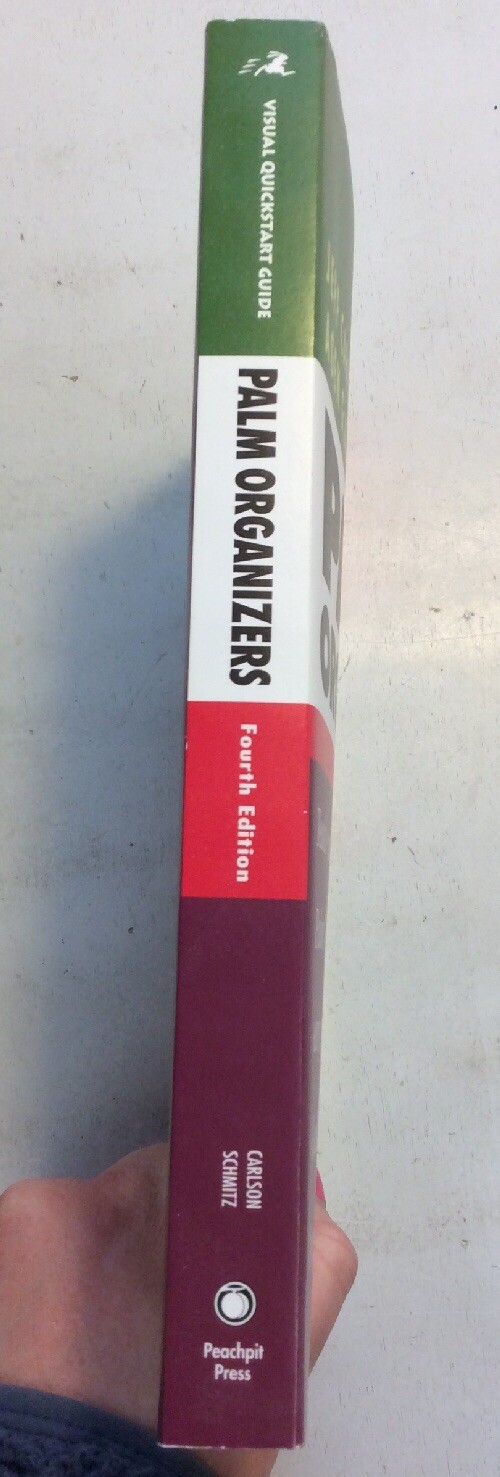 VISUAL QUICKSTART GUIDE
PALM ORGANIZERS
Fourth Edition
CARLSON
SCHMITZ
Peachpit
Press